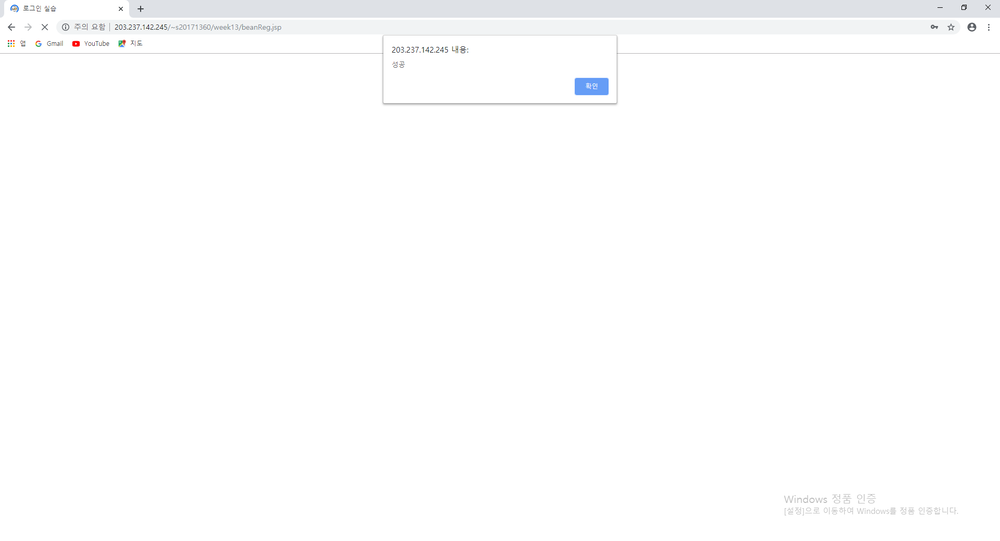 로그인 실습
주의 요함 | 203.237.142.245/~s20171360/week13/beanReg.jsp
앱 Gmail YouTube 지도
203.237.142.245 내용:
성공
확인
Windows 정품 인증
[설정]으로 이동하여 Windows를 정품 인증합니다.